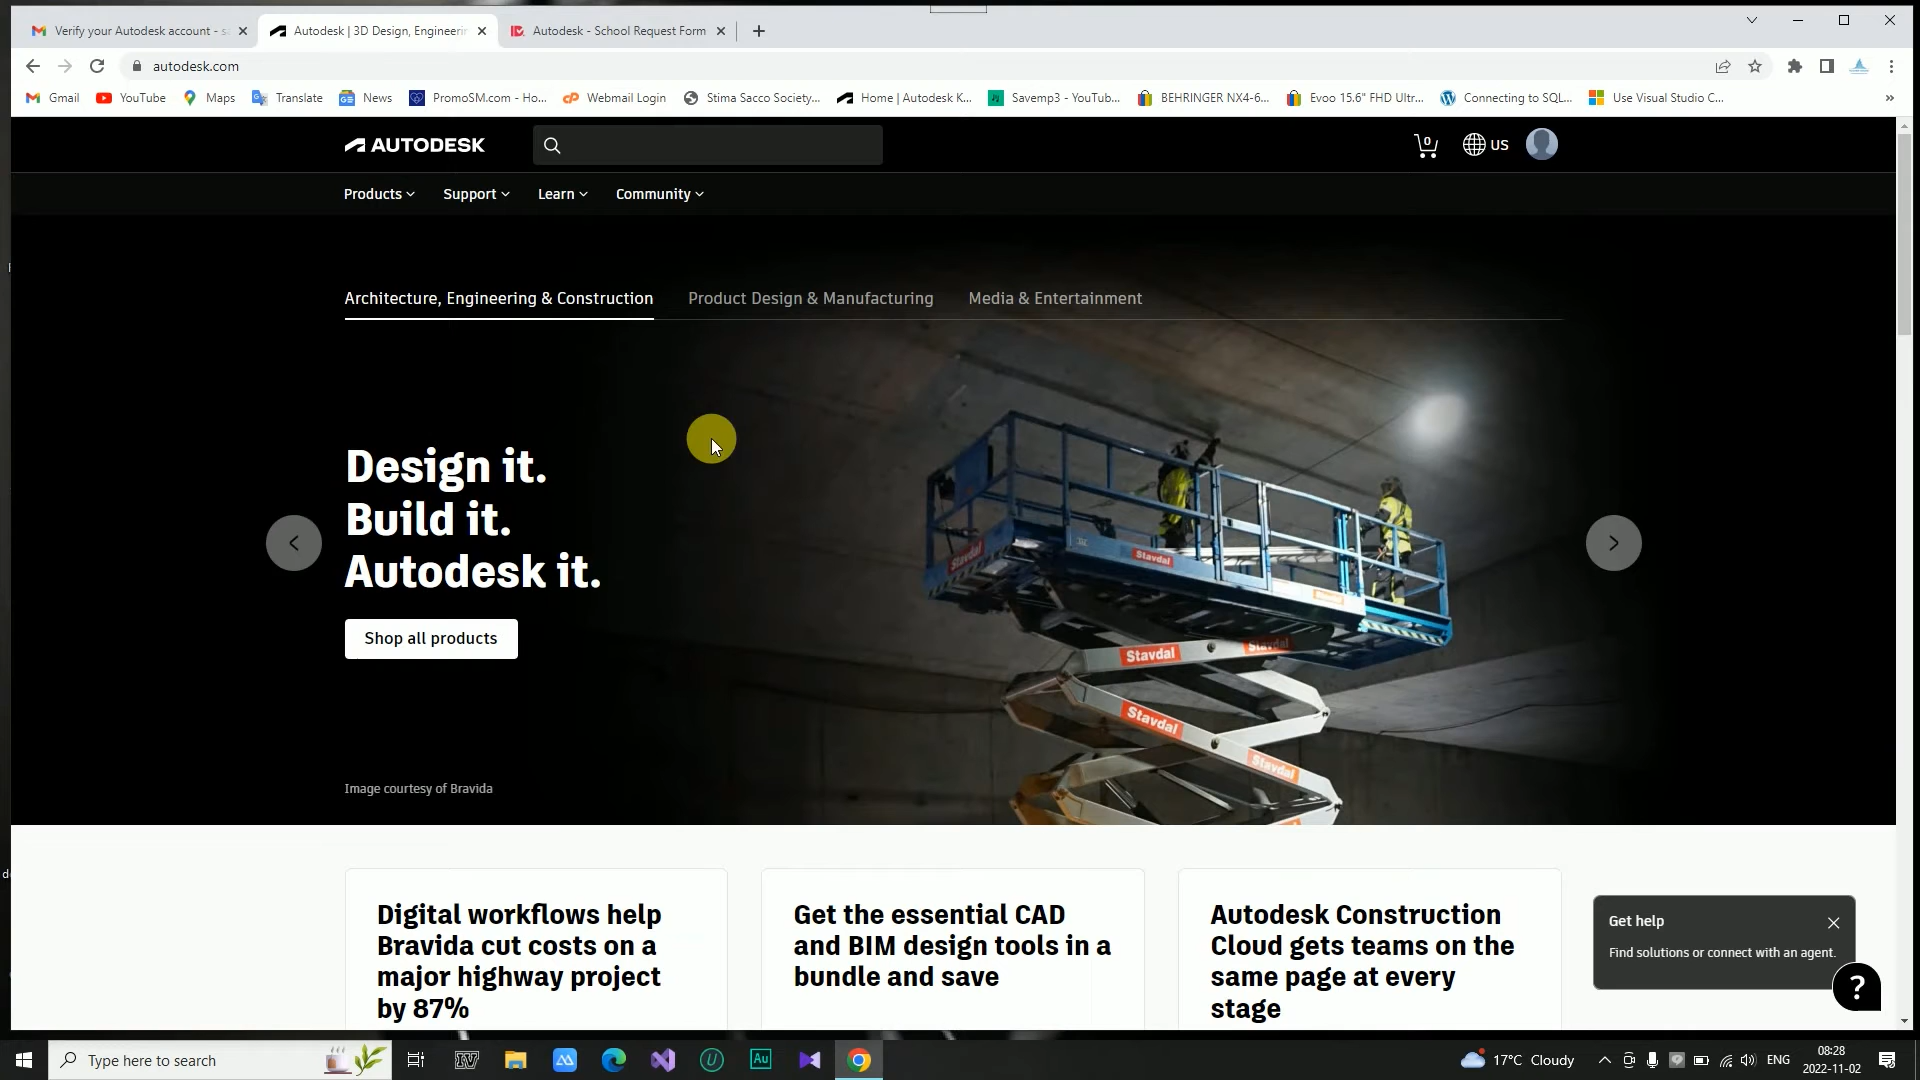 Verify your Autodesk account - s
Autodesk | 3D Design, Engineerin
Autodesk - School Request Form
autodesk.com
Gmail
YouTube
Maps
Translate
News
PromoSM.com - Ho...
Webmail Login
Stima Sacco Society...
Home | Autodesk K...
Savemp3 - YouTub...
BEHRINGER NX4-6...
Evoo 15.6" FHD Ultr...
Connecting to SQL...
Use Visual Studio C...
»
AUTODESK
0
US
Products
Support
Learn
Community
Architecture, Engineering & Construction
Product Design & Manufacturing
Media & Entertainment
Design it.
Build it.
Autodesk it.
Shop all products
Stavdal
Stavdal
Stavdal
Stavdal
Stavdal
Stavdal
Image courtesy of Bravida
Digital workflows help
Bravida cut costs on a
major highway project
by 87%
Get the essential CAD
and BIM design tools in a
bundle and save
Autodesk Construction
Cloud gets teams on the
same page at every
stage
Get help
Find solutions or connect with an agent.
?
Type here to search
Au
17°C Cloudy
ENG
08:28
2022-11-02